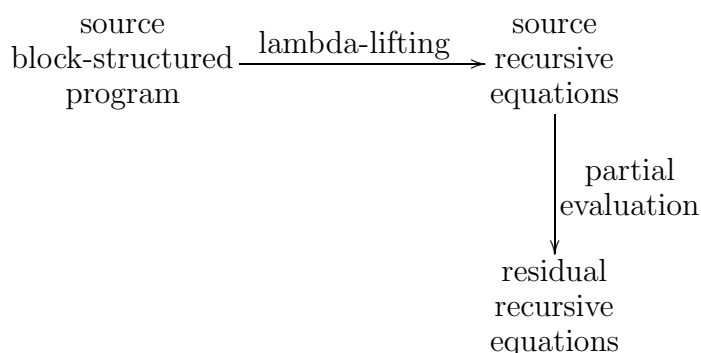 source
block-structured
program
lambda-lifting
source
recursive
equations
partial
evaluation
residual
recursive
equations